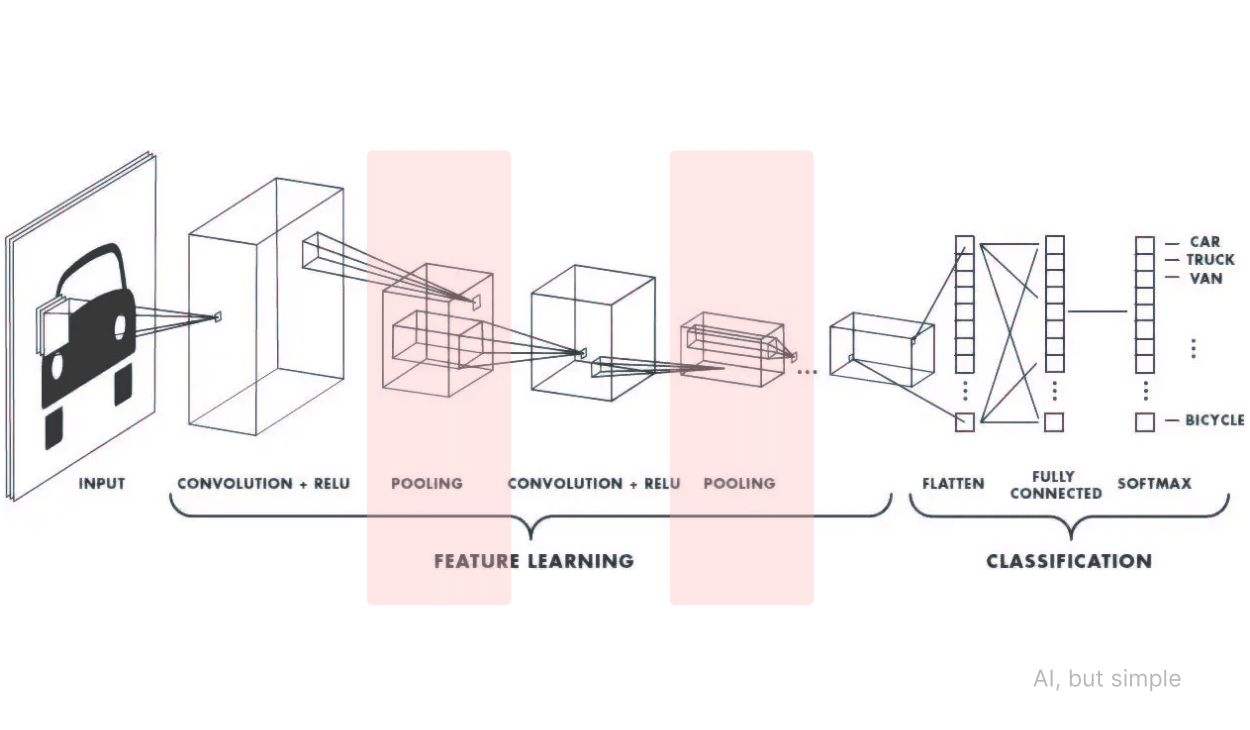 CAR
TRUCK
VAN
BICYCLE
INPUT
CONVOLUTION + RELU
POOLING
CONVOLUTION + RELU
POOLING
FLATTEN
FULLY
CONNECTED
SOFTMAX
FEATURE LEARNING
CLASSIFICATION
AI, but simple